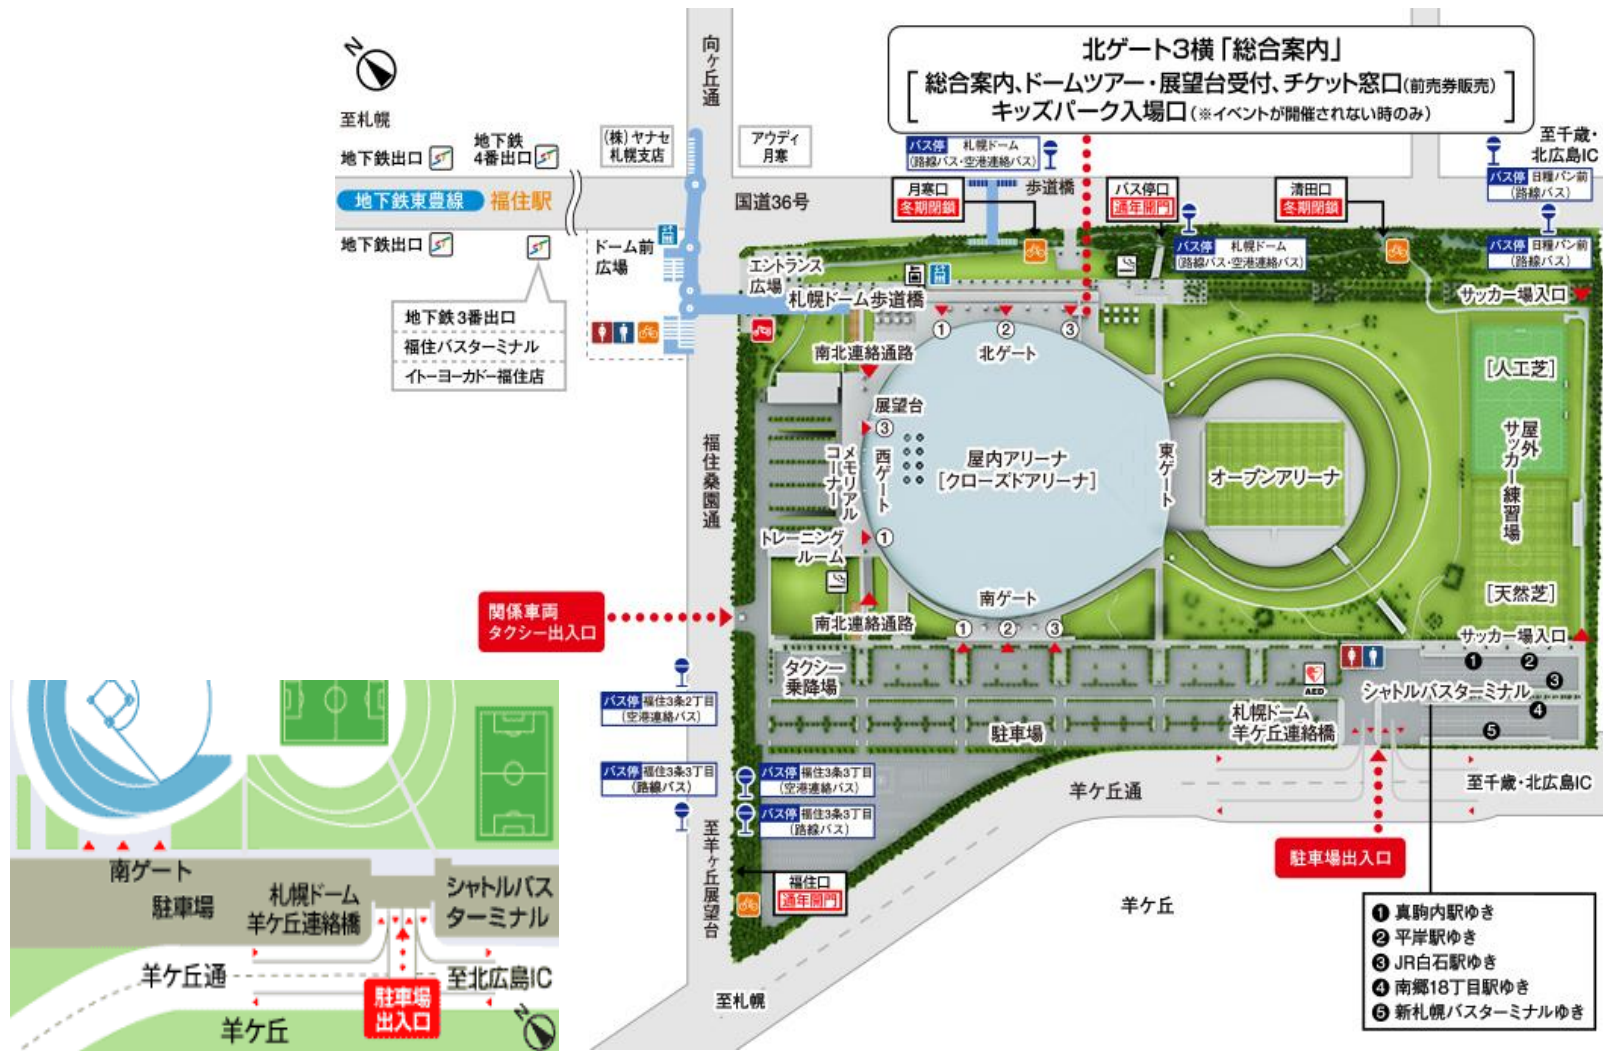 北ゲート3横「総合案内」
総合案内、ドームツアー・展望台受付、チケット窓口(前売券販売)
キッズパーク入場口(※イベントが開催されない時のみ)
N
至札幌
地下鉄出口
地下鉄
4番出口
地下鉄東豊線
福住駅
地下鉄出口
地下鉄3番出口
福住バスターミナル
イトーヨーカドー福住店
向ヶ丘通
(株)ヤナセ
札幌支店
アウディ
月寒
国道36号
バス停 札幌ドーム
(路線バス・空港連絡バス)
歩道橋
月寒口
冬期閉鎖
バス停口
通年開門
清田口
冬期閉鎖
至千歳・
北広島IC
バス停 日糧パン前
(路線バス)
バス停 日糧パン前
(路線バス)
バス停 札幌ドーム
(路線バス・空港連絡バス)
ドーム前
広場
エントランス
広場
札幌ドーム歩道橋
サッカー場入口
① ② ③
北ゲート
南北連絡通路
展望台
③
西ゲート
メモリアル
コーナー
屋内アリーナ
[クローズドアリーナ]
東ゲート
オープンアリーナ
[人工芝]
屋外
サッカー練習場
[天然芝]
福住桑園通
①
トレーニング
ルーム
南ゲート
① ② ③
南北連絡通路
サッカー場入口
関係車両
タクシー出入口
タクシー
乗降場
AED
シャトルバスターミナル
❶ ❷ ❸ ❹ ❺
札幌ドーム
羊ケ丘連絡橋
駐車場
バス停 福住3条2丁目
(空港連絡バス)
バス停 福住3条3丁目
(路線バス)
バス停 福住3条3丁目
(空港連絡バス)
バス停 福住3条3丁目
(路線バス)
羊ケ丘通
至千歳・北広島IC
駐車場出入口
至羊ヶ丘展望台
福住口
通年開門
羊ケ丘
至札幌
❶ 真駒内駅ゆき
❷ 平岸駅ゆき
❸ JR白石駅ゆき
❹ 南郷18丁目駅ゆき
❺ 新札幌バスターミナルゆき
南ゲート
駐車場
札幌ドーム
羊ケ丘連絡橋
シャトルバス
ターミナル
羊ケ丘通
至北広島IC
駐車場
出入口
羊ケ丘
N